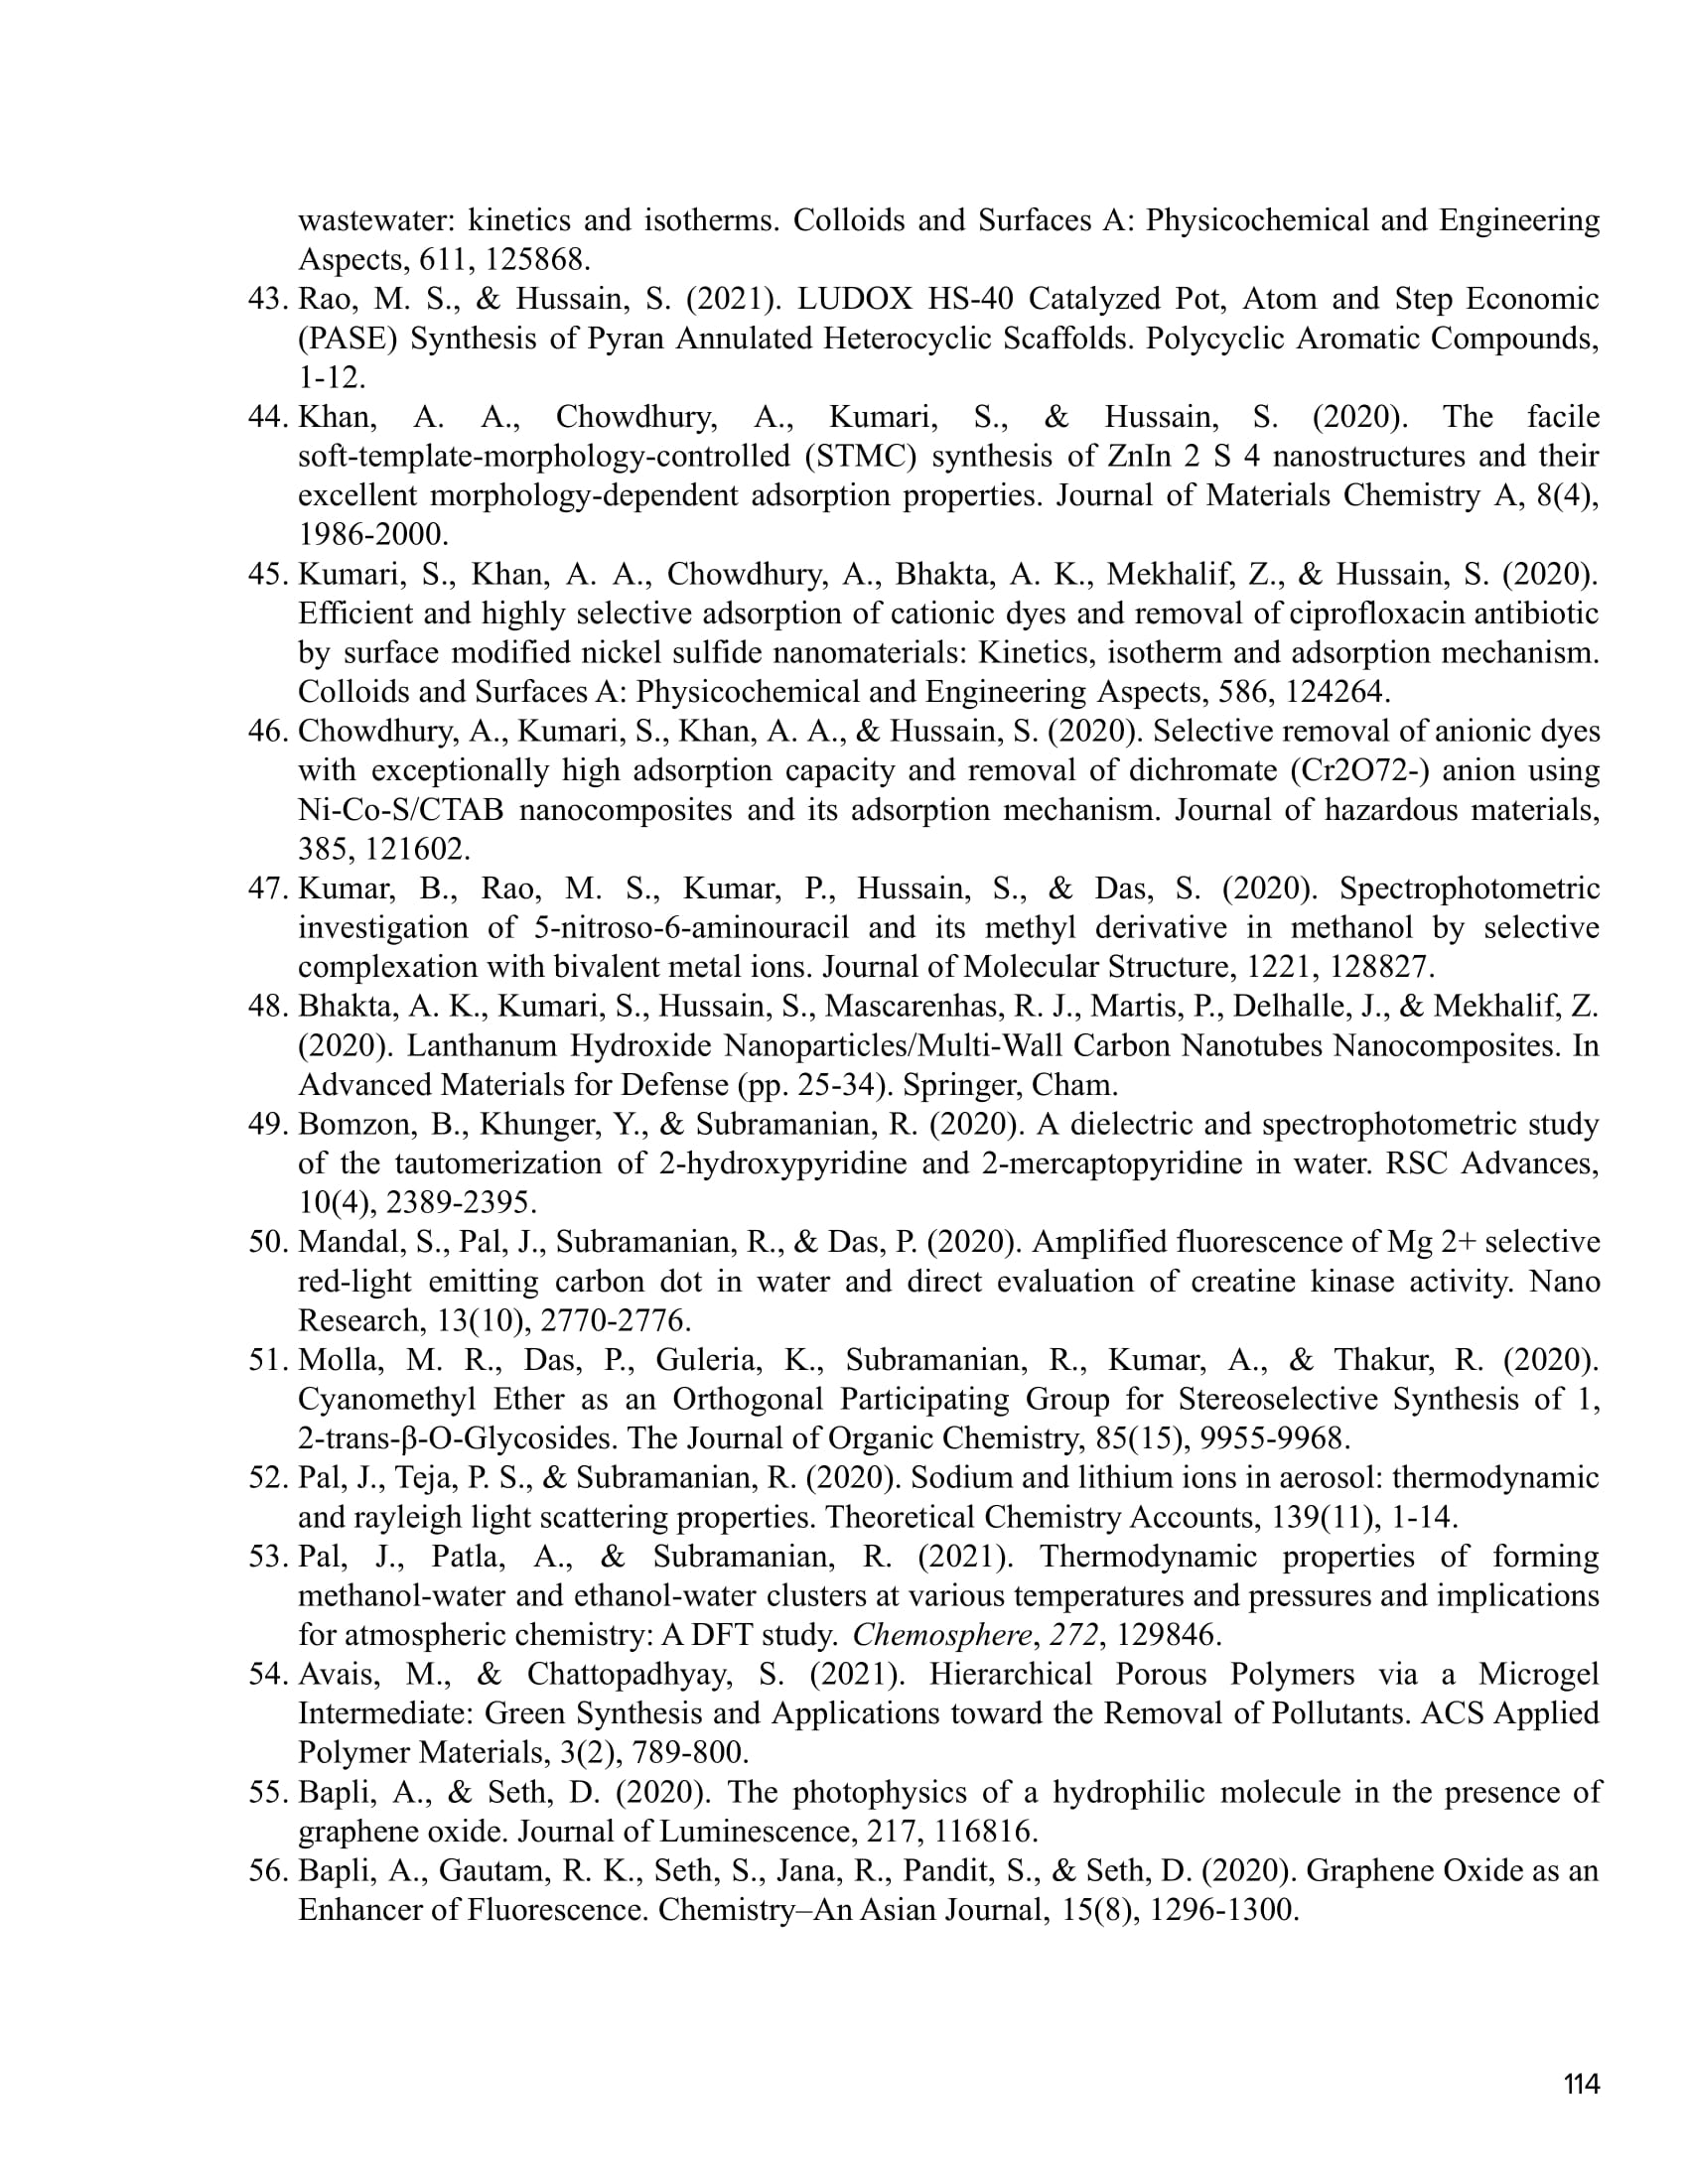 wastewater: kinetics and isotherms. Colloids and Surfaces A: Physicochemical and Engineering
Aspects, 611, 125868.
43. Rao, M. S., & Hussain, S. (2021). LUDOX HS-40 Catalyzed Pot, Atom and Step Economic
(PASE) Synthesis of Pyran Annulated Heterocyclic Scaffolds. Polycyclic Aromatic Compounds,
1-12.
44. Khan, A. A., Chowdhury, A., Kumari, S., & Hussain, S. (2020). The facile
soft-template-morphology-controlled (STMC) synthesis of ZnIn 2 S 4 nanostructures and their
excellent morphology-dependent adsorption properties. Journal of Materials Chemistry A, 8(4),
1986-2000.
45. Kumari, S., Khan, A. A., Chowdhury, A., Bhakta, A. K., Mekhalif, Z., & Hussain, S. (2020).
Efficient and highly selective adsorption of cationic dyes and removal of ciprofloxacin antibiotic
by surface modified nickel sulfide nanomaterials: Kinetics, isotherm and adsorption mechanism.
Colloids and Surfaces A: Physicochemical and Engineering Aspects, 586, 124264.
46. Chowdhury, A., Kumari, S., Khan, A. A., & Hussain, S. (2020). Selective removal of anionic dyes
with exceptionally high adsorption capacity and removal of dichromate (Cr2O72-) anion using
Ni-Co-S/CTAB nanocomposites and its adsorption mechanism. Journal of hazardous materials,
385, 121602.
47. Kumar, B., Rao, M. S., Kumar, P., Hussain, S., & Das, S. (2020). Spectrophotometric
investigation of 5-nitroso-6-aminouracil and its methyl derivative in methanol by selective
complexation with bivalent metal ions. Journal of Molecular Structure, 1221, 128827.
48. Bhakta, A. K., Kumari, S., Hussain, S., Mascarenhas, R. J., Martis, P., Delhalle, J., & Mekhalif, Z.
(2020). Lanthanum Hydroxide Nanoparticles/Multi-Wall Carbon Nanotubes Nanocomposites. In
Advanced Materials for Defense (pp. 25-34). Springer, Cham.
49. Bomzon, B., Khunger, Y., & Subramanian, R. (2020). A dielectric and spectrophotometric study
of the tautomerization of 2-hydroxypyridine and 2-mercaptopyridine in water. RSC Advances,
10(4), 2389-2395.
50. Mandal, S., Pal, J., Subramanian, R., & Das, P. (2020). Amplified fluorescence of Mg 2+ selective
red-light emitting carbon dot in water and direct evaluation of creatine kinase activity. Nano
Research, 13(10), 2770-2776.
51. Molla, M. R., Das, P., Guleria, K., Subramanian, R., Kumar, A., & Thakur, R. (2020).
Cyanomethyl Ether as an Orthogonal Participating Group for Stereoselective Synthesis of 1,
2-trans-β-O-Glycosides. The Journal of Organic Chemistry, 85(15), 9955-9968.
52. Pal, J., Teja, P. S., & Subramanian, R. (2020). Sodium and lithium ions in aerosol: thermodynamic
and rayleigh light scattering properties. Theoretical Chemistry Accounts, 139(11), 1-14.
53. Pal, J., Patla, A., & Subramanian, R. (2021). Thermodynamic properties of forming
methanol-water and ethanol-water clusters at various temperatures and pressures and implications
for atmospheric chemistry: A DFT study. Chemosphere, 272, 129846.
54. Avais, M., & Chattopadhyay, S. (2021). Hierarchical Porous Polymers via a Microgel
Intermediate: Green Synthesis and Applications toward the Removal of Pollutants. ACS Applied
Polymer Materials, 3(2), 789-800.
55. Bapli, A., & Seth, D. (2020). The photophysics of a hydrophilic molecule in the presence of
graphene oxide. Journal of Luminescence, 217, 116816.
56. Bapli, A., Gautam, R. K., Seth, S., Jana, R., Pandit, S., & Seth, D. (2020). Graphene Oxide as an
Enhancer of Fluorescence. Chemistry–An Asian Journal, 15(8), 1296-1300.
114